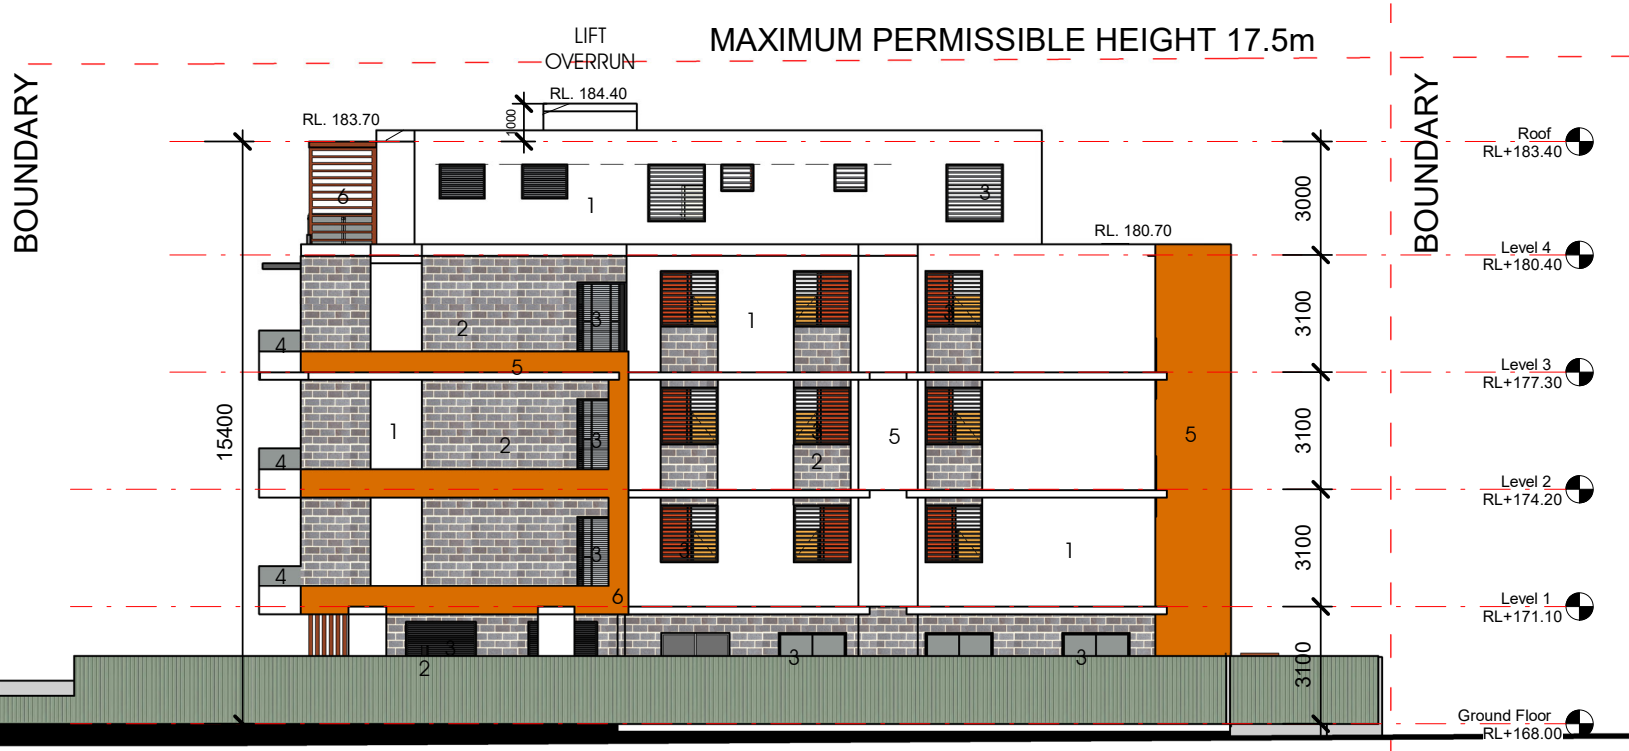 LIFT
OVERRUN
MAXIMUM PERMISSIBLE HEIGHT 17.5m
BOUNDARY
BOUNDARY
RL. 184.40
RL. 183.70
1000
Roof
RL+183.40
6
1
3
3000
RL. 180.70
Level 4
RL+180.40
2
3
1
4
3100
5
Level 3
RL+177.30
15400
1
2
3
2
5
5
4
3100
Level 2
RL+174.20
3
3
1
4
3100
6
Level 1
RL+171.10
3
2
3
3
3100
Ground Floor
RL+168.00